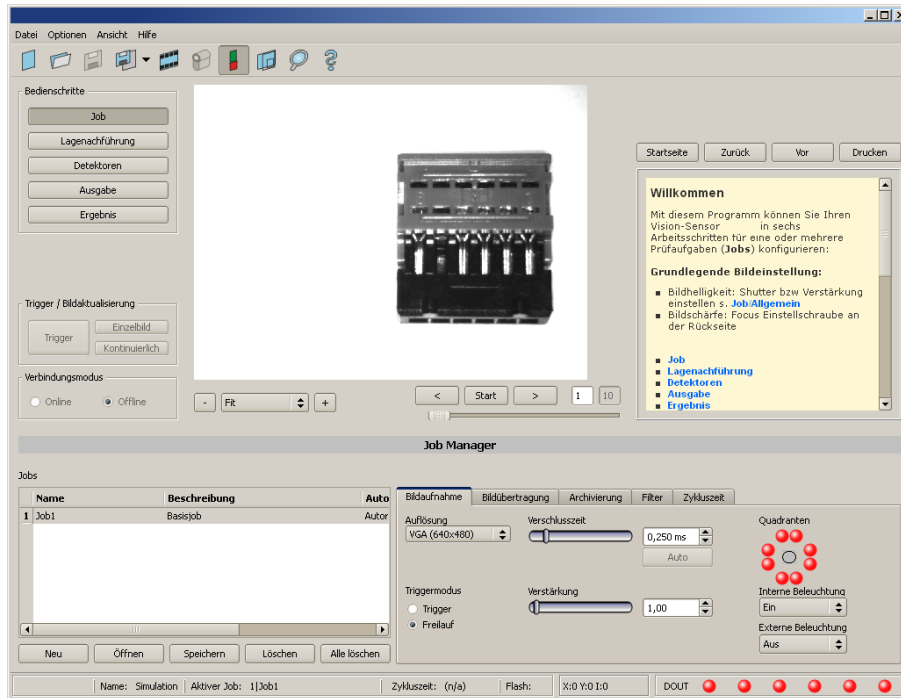 Datei Optionen Ansicht Hilfe
Bedienschritte
Job
Lagenachführung
Detektoren
Ausgabe
Ergebnis
Trigger / Bildaktualisierung
Trigger
Einzelbild
Kontinuierlich
Verbindungsmodus
Online Offline
- Fit +
< Start > 1 10
Startseite Zurück Vor Drucken
Willkommen
Mit diesem Programm können Sie Ihren
Vision-Sensor in sechs
Arbeitsschritten für eine oder mehrere
Prüfaufgaben (Jobs) konfigurieren:
Grundlegende Bildeinstellung:
Bildhelligkeit: Shutter bzw Verstärkung
einstellen s. Job/Allgemein
Bildschärfe: Focus Einstellschraube an
der Rückseite
Job
Lagenachführung
Detektoren
Ausgabe
Ergebnis
Job Manager
Jobs
Name Beschreibung Auto
1 Job1 Basisjob Autor
Neu Öffnen Speichern Löschen Alle löschen
Bildaufnahme Bildübertragung Archivierung Filter Zykluszeit
Auflösung
VGA (640x480)
Verschlusszeit
0,250 ms
Auto
Quadranten
Triggermodus
Trigger
Freilauf
Verstärkung
1,00
Interne Beleuchtung
Ein
Externe Beleuchtung
Aus
Name: Simulation Aktiver Job: 1|Job1 Zykluszeit: (n/a) Flash: X:0 Y:0 I:0 DOUT